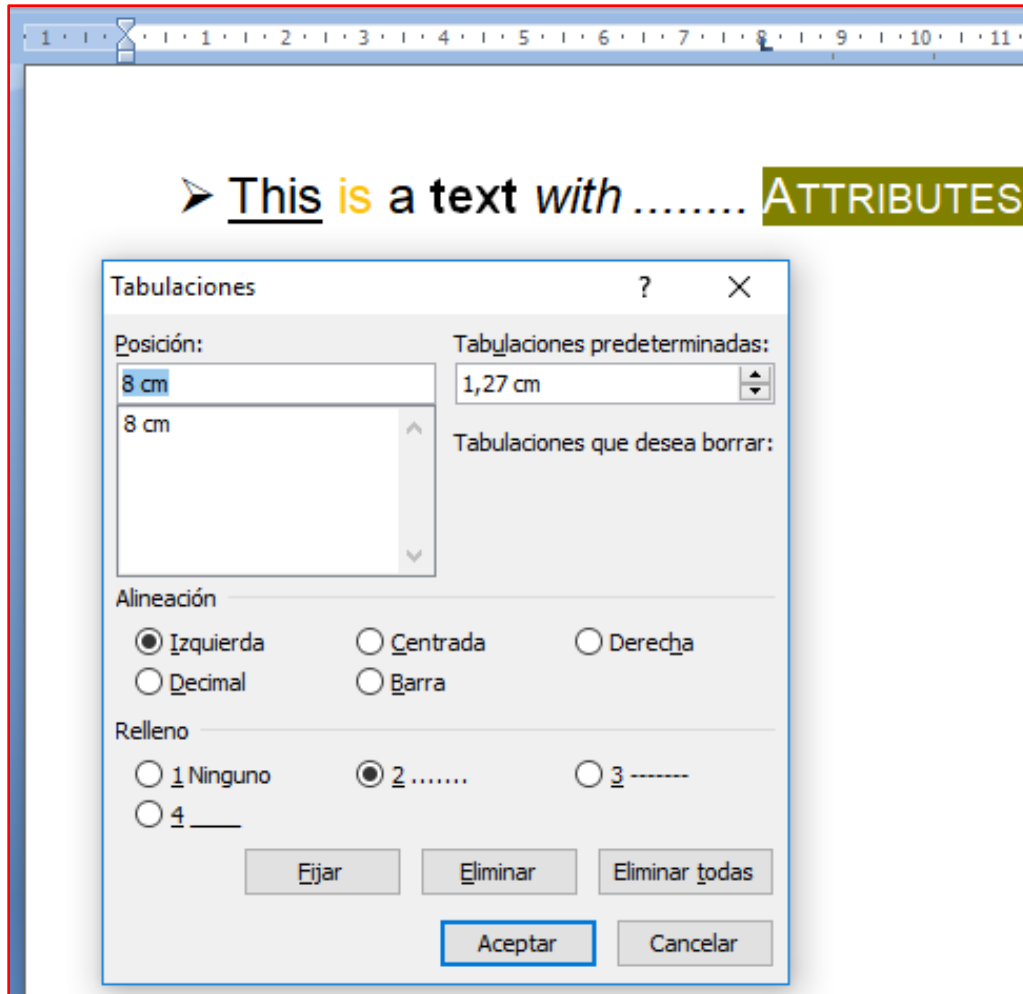 1 1 2 3 4 5 6 7 8 9 10 11
➢ This is a text with ........ ATTRIBUTES
Tabulaciones ?
Posición: Tabulaciones predeterminadas:
8 cm 1,27 cm
8 cm
Tabulaciones que desea borrar:
Alineación
Izquierda Centrada Derecha
Decimal Barra
Relleno
1 Ninguno 2 ....... 3 -------
4 ____
Fijar Eliminar Eliminar todas
Aceptar Cancelar